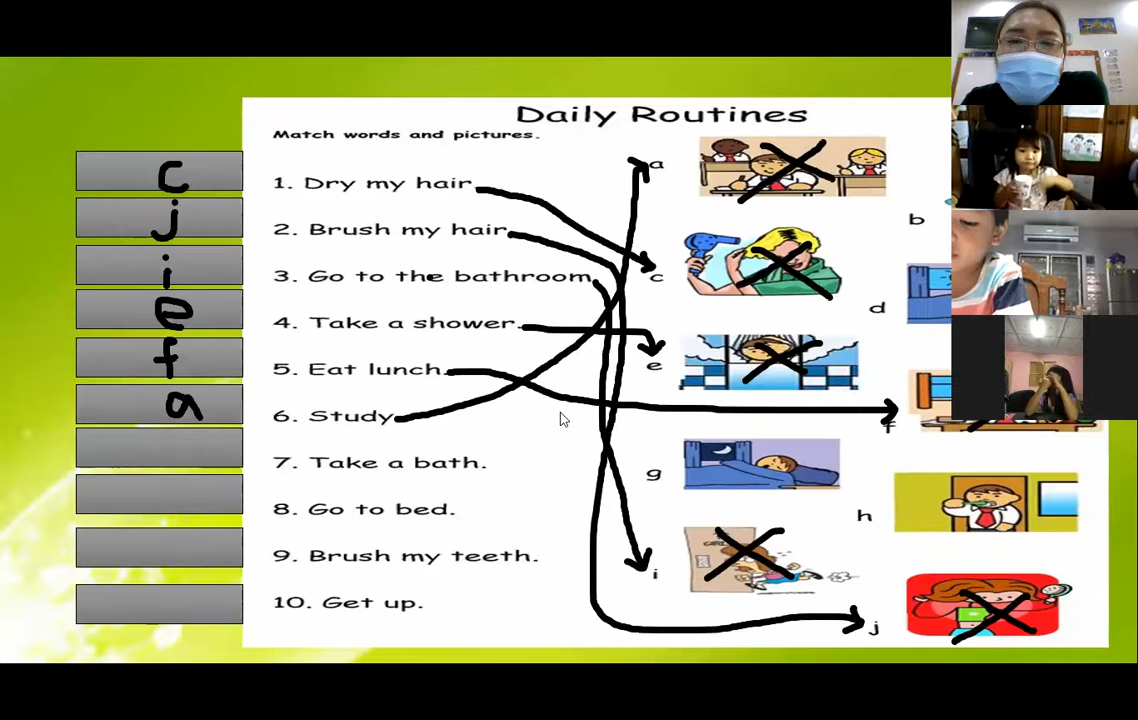 Daily Routines
Match words and pictures.
c
1. Dry my hair
a
j
2. Brush my hair
b
i
3. Go to the bathroom
c
e
4. Take a shower.
d
f
5. Eat lunch.
e
a
6. Study
f
7. Take a bath.
g
8. Go to bed.
h
9. Brush my teeth.
i
10. Get up.
j